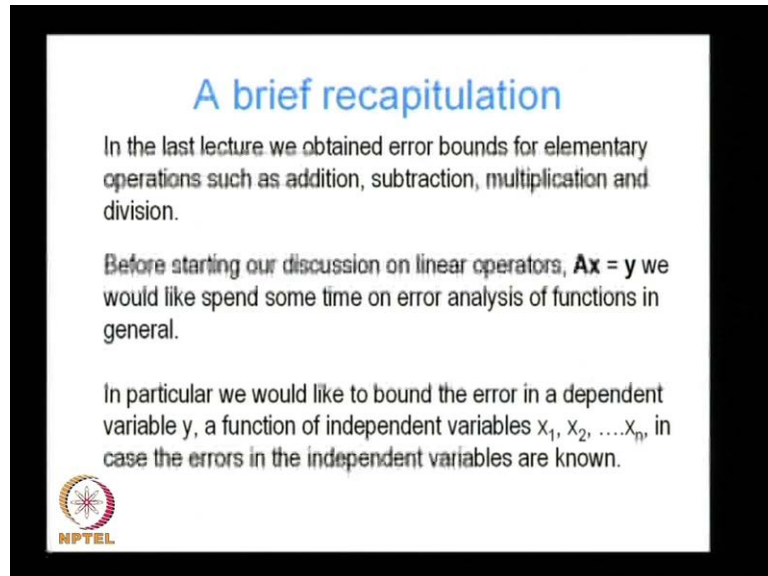 A brief recapitulation
In the last lecture we obtained error bounds for elementary
operations such as addition, subtraction, multiplication and
division.
Before starting our discussion on linear operators, Ax = y we
would like spend some time on error analysis of functions in
general.
In particular we would like to bound the error in a dependent
variable y, a function of independent variables x₁, x₂, ....xₙ, in
case the errors in the independent variables are known.
NPTEL